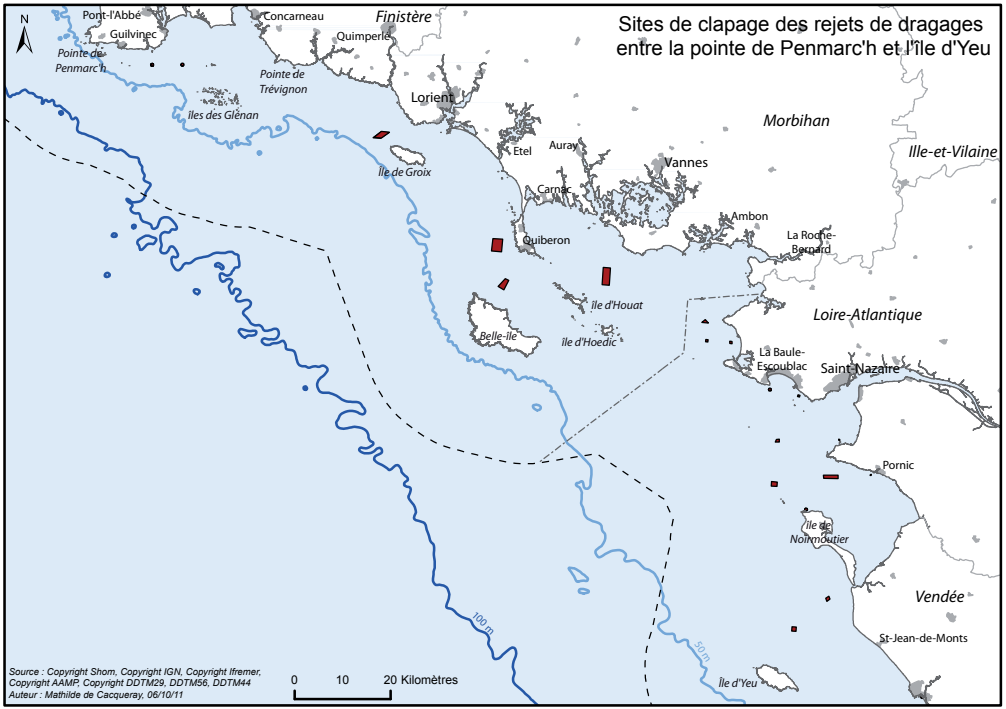 Sites de clapage des rejets de dragages
entre la pointe de Penmarc'h et l'île d'Yeu
N
Pont-l'Abbé
Guilvinec
Pointe de
Penmarc'h
Concarneau
Finistère
Quimperlé
Pointe de
Trévignon
îles des Glénan
Lorient
Île de Groix
Etel
Auray
Carnac
Vannes
Morbihan
Ille-et-Vilaine
Ambon
La Roche-
Bernard
Quiberon
île d'Houat
Belle-île
île d'Hoedic
Loire-Atlantique
La Baule-
Escoublac
Saint-Nazaire
Pornic
île de
Noirmoutier
Vendée
St-Jean-de-Monts
Île d'Yeu
100 m
50 m
Source : Copyright Shom, Copyright IGN, Copyright Ifremer,
Copyright AAMP, Copyright DDTM29, DDTM56, DDTM44
Auteur : Mathilde de Cacqueray, 06/10/11
0 10 20 Kilomètres